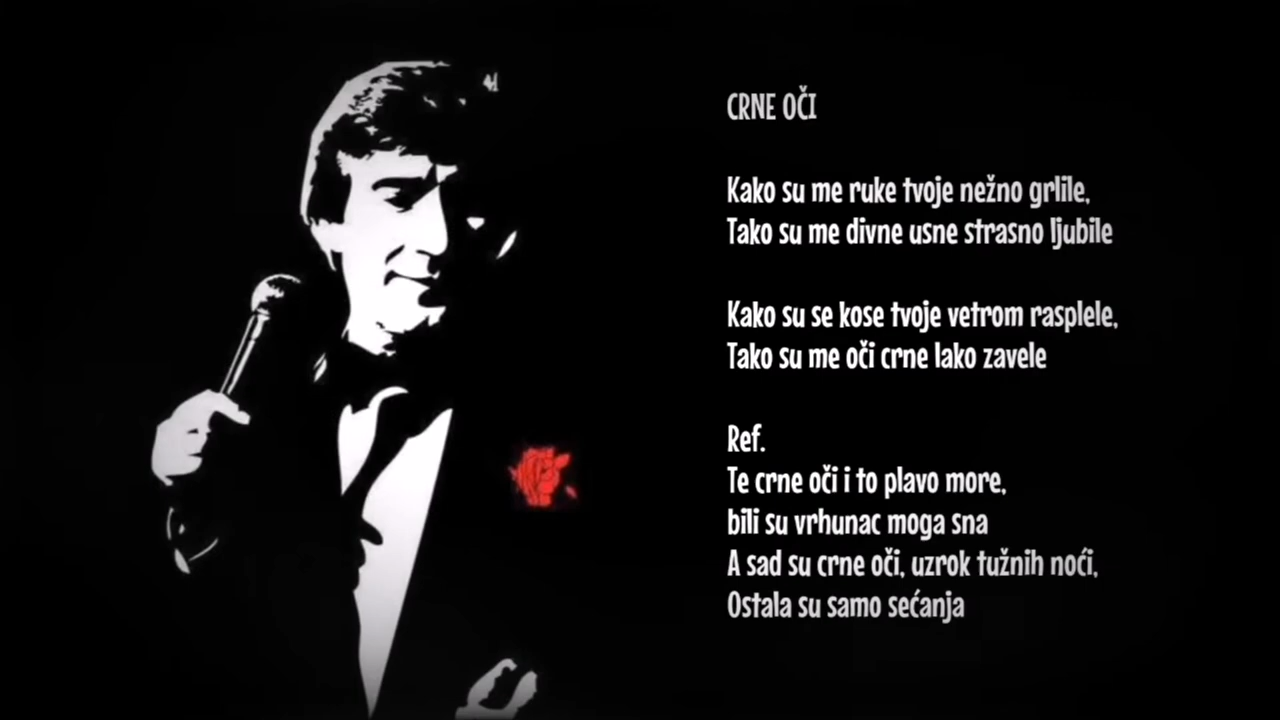 CRNE OČI
Kako su me ruke tvoje nežno grlile,
Tako su me divne usne strasno ljubile
Kako su se kose tvoje vetrom rasplele,
Tako su me oči crne lako zavele
Ref.
Te crne oči i to plavo more,
bili su vrhunac moga sna
A sad su crne oči, uzrok tužnih noći,
Ostala su samo sećanja